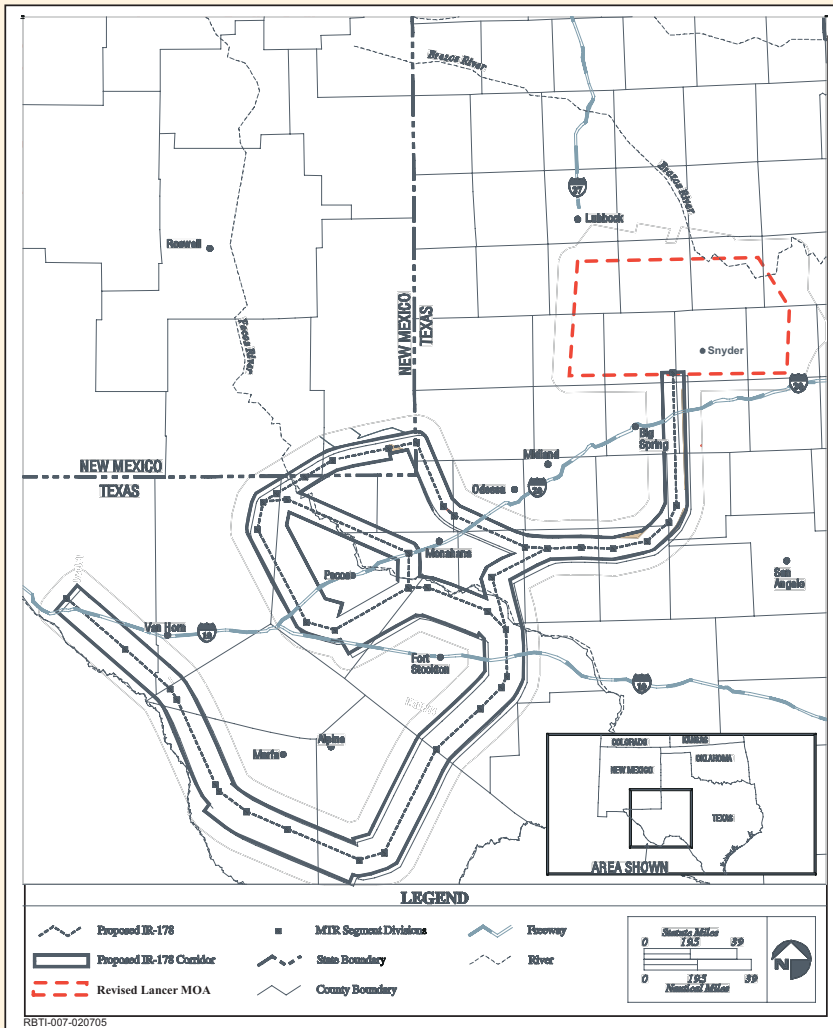 Brazos River
27
Lubbock
Brazos River
Roswell
NEW MEXICO
TEXAS
Pecos River
Snyder
20
Big
Spring
Midland
NEW MEXICO
TEXAS
Odessa
20
Monahans
Pecos
San
Angelo
Van Horn
10
Fort
Stockton
10
Marfa
Alpine
COLORADO
KANSAS
OKLAHOMA
NEW MEXICO
TEXAS
AREA SHOWN
LEGEND
Proposed IR-178
MTR Segment Divisions
Freeway
Proposed IR-178 Corridor
State Boundary
River
Revised Lancer MOA
County Boundary
Statute Miles
0 19.5 39
0 19.5 39
Nautical Miles
N
RBTI-007-020705